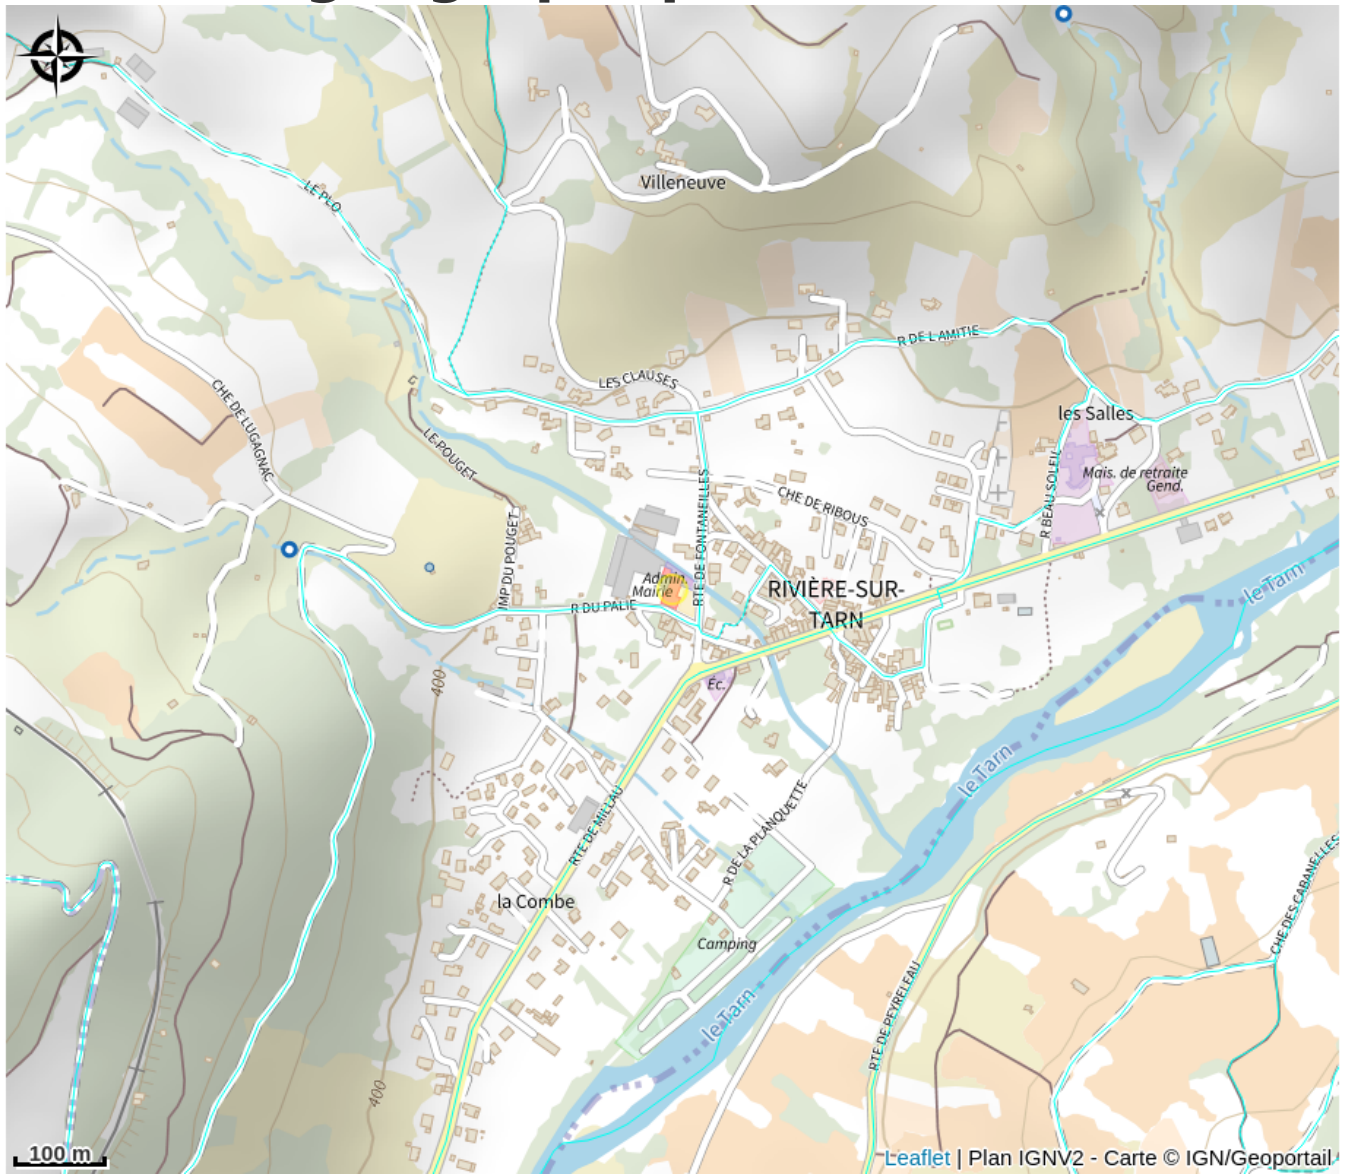 Villeneuve
LE PLO
R DE L AMITIE
LES CLAUSES
CHE DE LUGAGNAC
les Salles
LE POUGET
Mais. de retraite
Gend.
R BEAU SOLEIL
CHE DE RIBOUS
RTE DE FONTANEILLES
IMP DU POUGET
Admin.
Mairie
R DU PALIE
RIVIÈRE-SUR-
TARN
le Tarn
Éc.
400
le Tarn
RTE DE MILLAU
R DE LA PLANQUETTE
la Combe
CHE DES CABANELLES
Camping
le Tarn
RTE DE PEYRELEAU
400
100 m
Leaflet | Plan IGNV2 - Carte © IGN/Geoportail